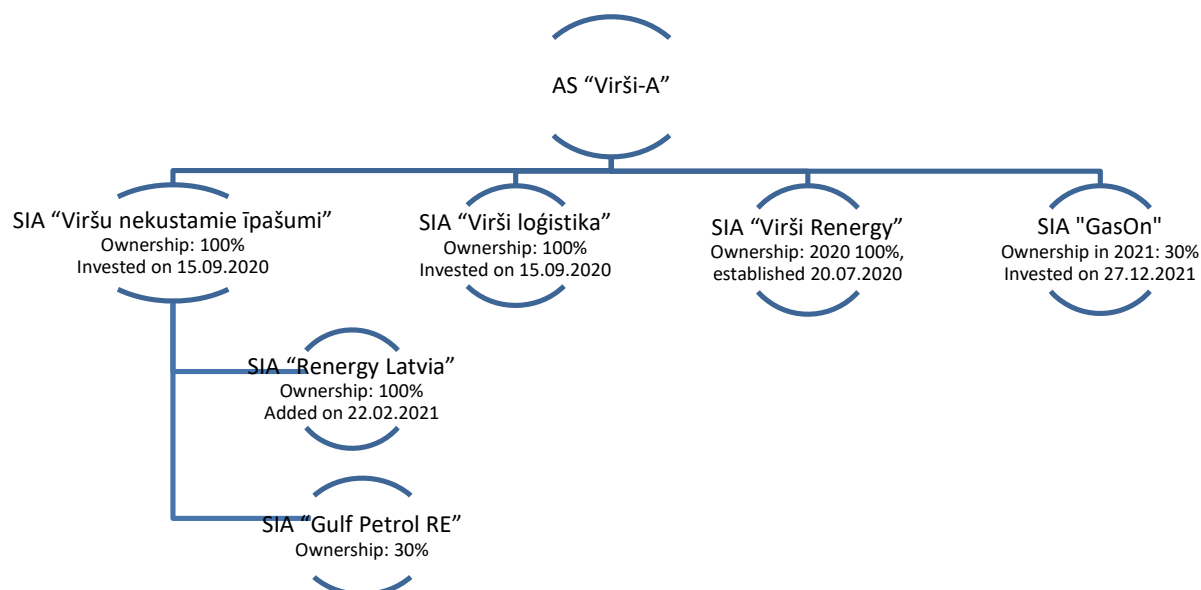 AS “Virši-A”
SIA “Viršu nekustamie īpašumi”
Ownership: 100%
Invested on 15.09.2020
SIA “Virši loģistika”
Ownership: 100%
Invested on 15.09.2020
SIA “Virši Renergy”
Ownership: 2020 100%,
established 20.07.2020
SIA "GasOn"
Ownership in 2021: 30%
Invested on 27.12.2021
SIA “Renergy Latvia”
Ownership: 100%
Added on 22.02.2021
SIA “Gulf Petrol RE”
Ownership: 30%